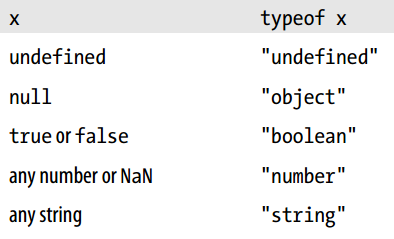 x typeof x
undefined "undefined"
null "object"
true or false "boolean"
any number or NaN "number"
any string "string"